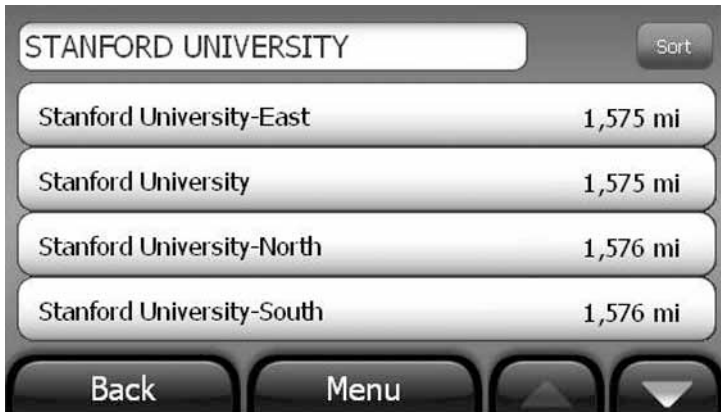 STANFORD UNIVERSITY
Sort
Stanford University-East 1,575 mi
Stanford University 1,575 mi
Stanford University-North 1,576 mi
Stanford University-South 1,576 mi
Back Menu